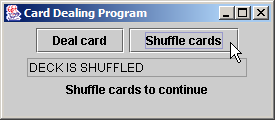 Card Dealing Program
Deal card Shuffle cards
DECK IS SHUFFLED
Shuffle cards to continue